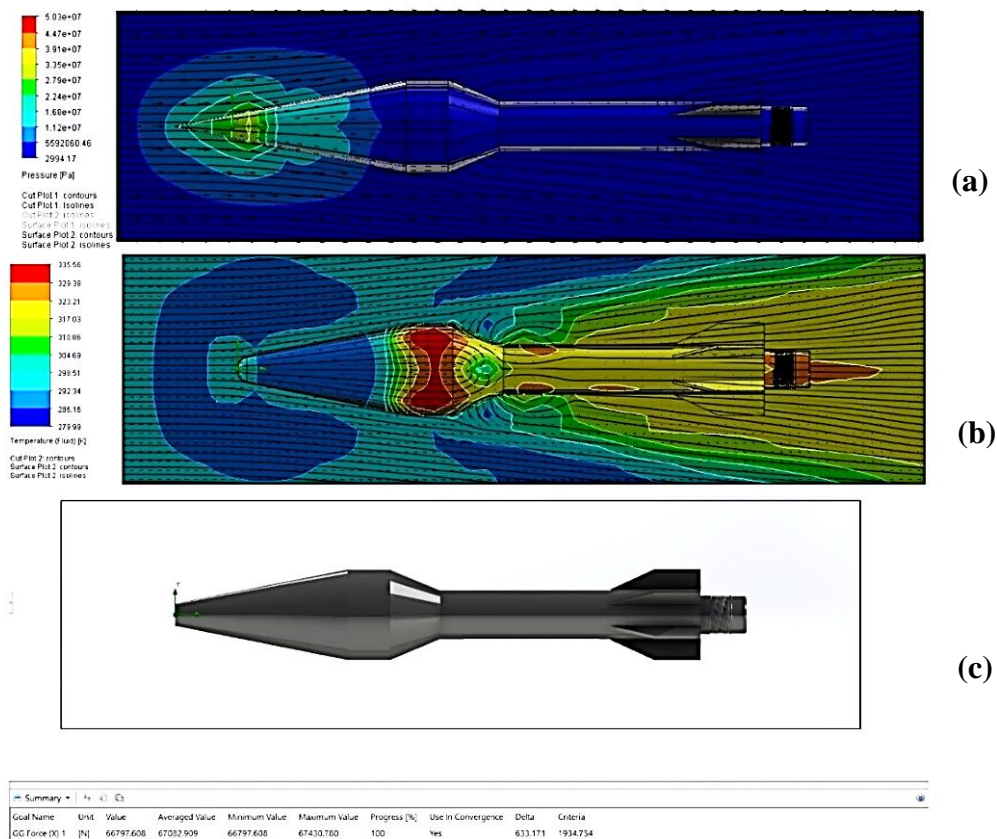 5.03e+07
4.47e+07
3.91e+07
3.35e+07
2.79e+07
2.24e+07
1.68e+07
1.12e+07
5592060.46
2994.17
Pressure [Pa]
Cut Plot 1: contours
Cut Plot 1: isolines
Cut Plot 2: isolines
Surface Plot 1: isolines
Surface Plot 2: contours
Surface Plot 2: isolines
(a)
335.56
329.38
323.21
317.03
310.86
304.69
298.51
292.34
286.16
279.99
Temperature (Fluid) [K]
Cut Plot 2: contours
Surface Plot 2: contours
Surface Plot 2: isolines
(b)
Y
(c)
Summary
Goal Name Unit Value Averaged Value Minimum Value Maximum Value Progress [%] Use In Convergence Delta Criteria
GG Force (X) 1 [N] 66797.608 67082.909 66797.608 67430.780 100 Yes 633.171 1934.754